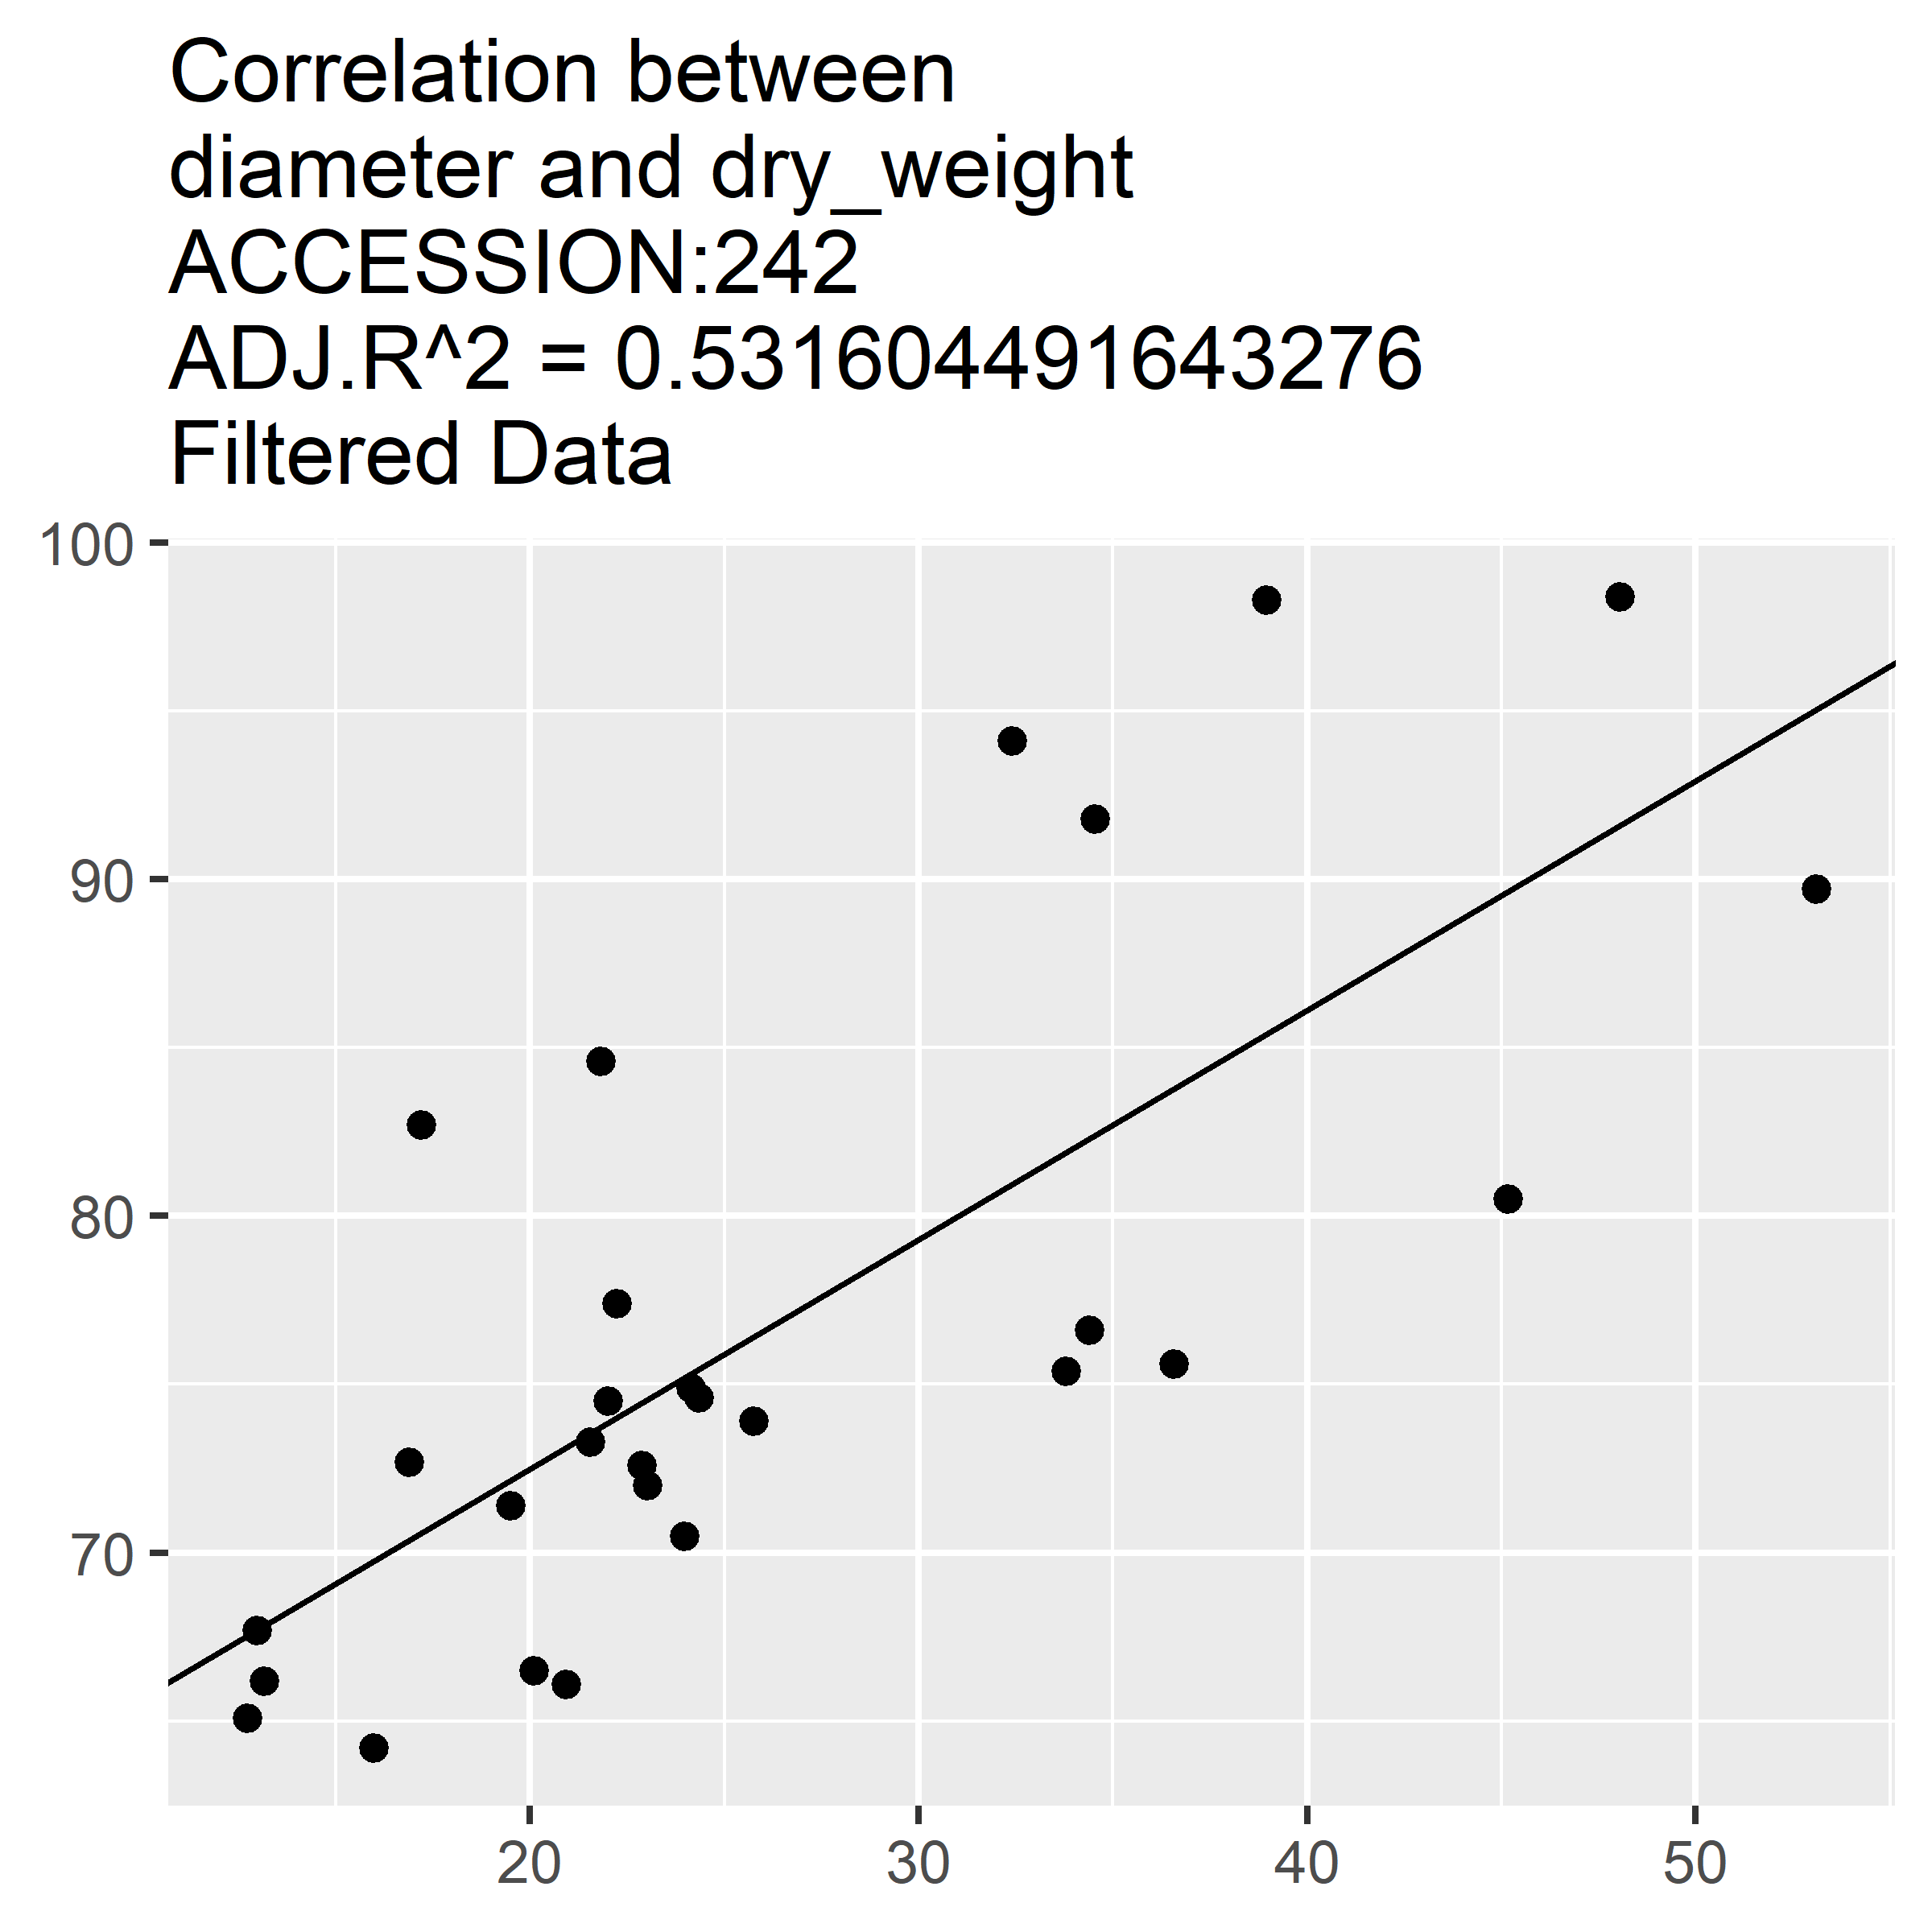 Correlation between
diameter and dry_weight
ACCESSION:242
ADJ.R^2 = 0.531604491643276
Filtered Data
100
90
80
70
20 30 40 50